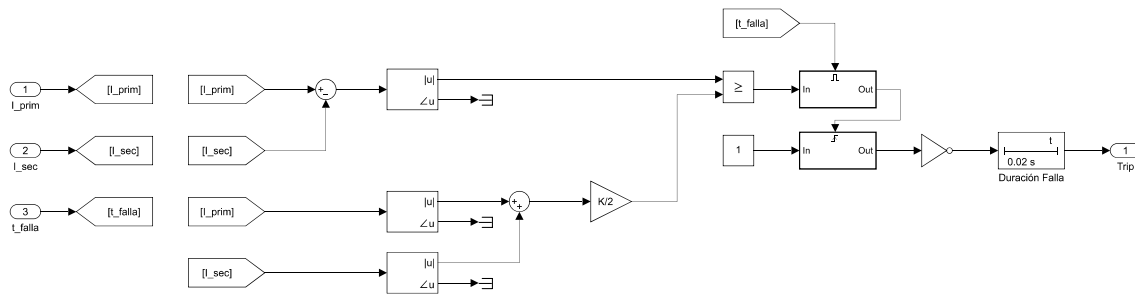 [t_falla]
1
I_prim
[I_prim]
[I_prim]
+
−
|u|
∠u
≥
In
Out
2
I_sec
[I_sec]
[I_sec]
1
In
Out
t
0.02 s
Duración Falla
1
Trip
3
t_falla
[t_falla]
[I_prim]
|u|
∠u
+
+
K/2
[I_sec]
|u|
∠u